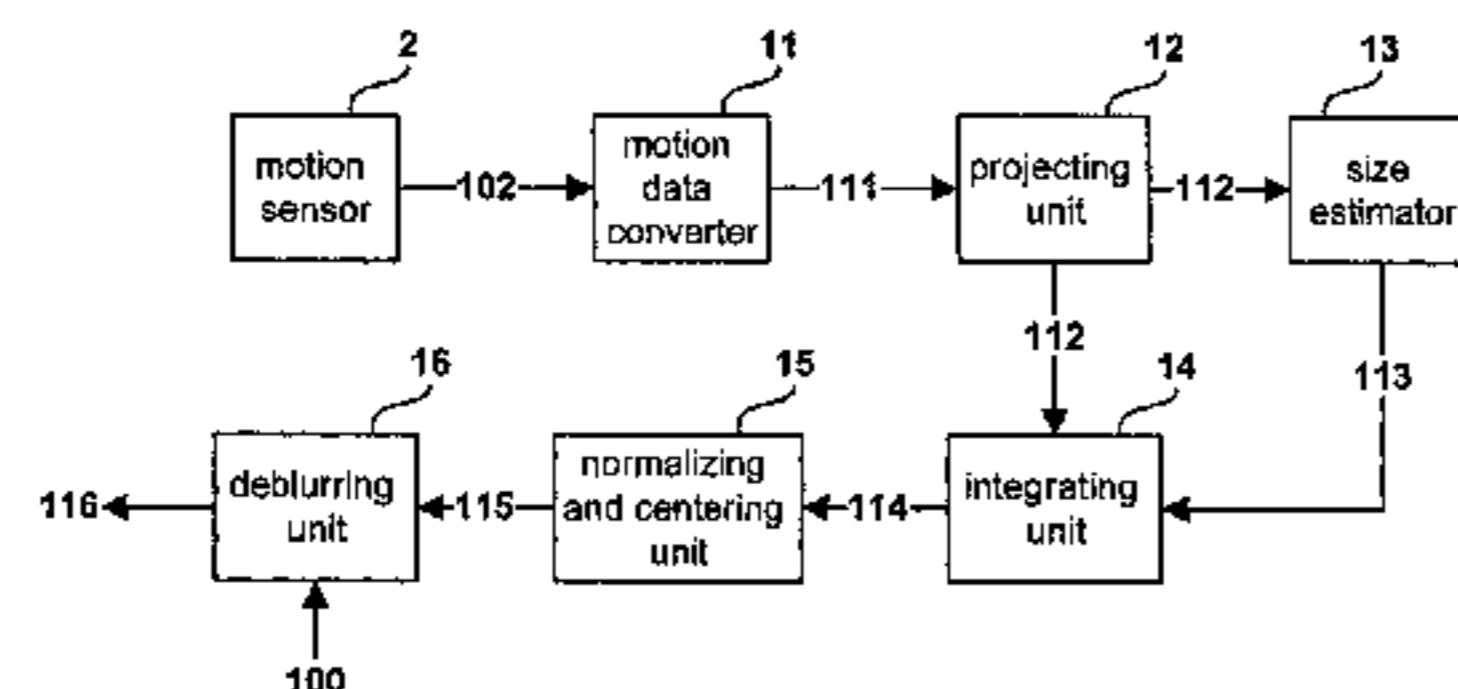 2
11
12
13
motion
sensor
102
motion
data
converter
111
projecting
unit
112
size
estimator
112
113
16
15
14
116
deblurring
unit
115
normalizing
and centering
unit
114
integrating
unit
100